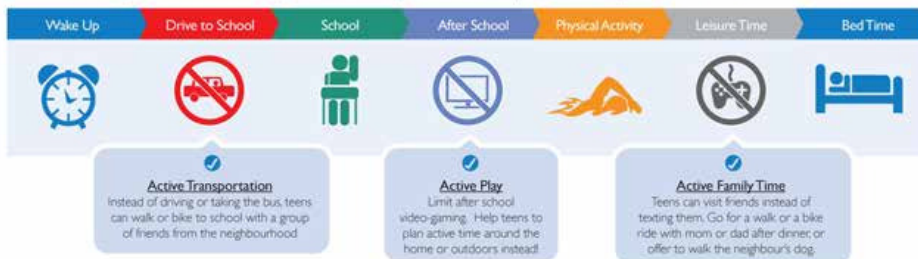 Wake Up Drive to School School After School Physical Activity Leisure Time Bed Time
Active Transportation
Instead of driving or taking the bus, teens
can walk or bike to school with a group
of friends from the neighbourhood
Active Play
Limit after school
video-gaming. Help teens to
plan active time around the
home or outdoors instead!
Active Family Time
Teens can visit friends instead of
texting them. Go for a walk or a bike
ride with mom or dad after dinner, or
offer to walk the neighbour's dog.